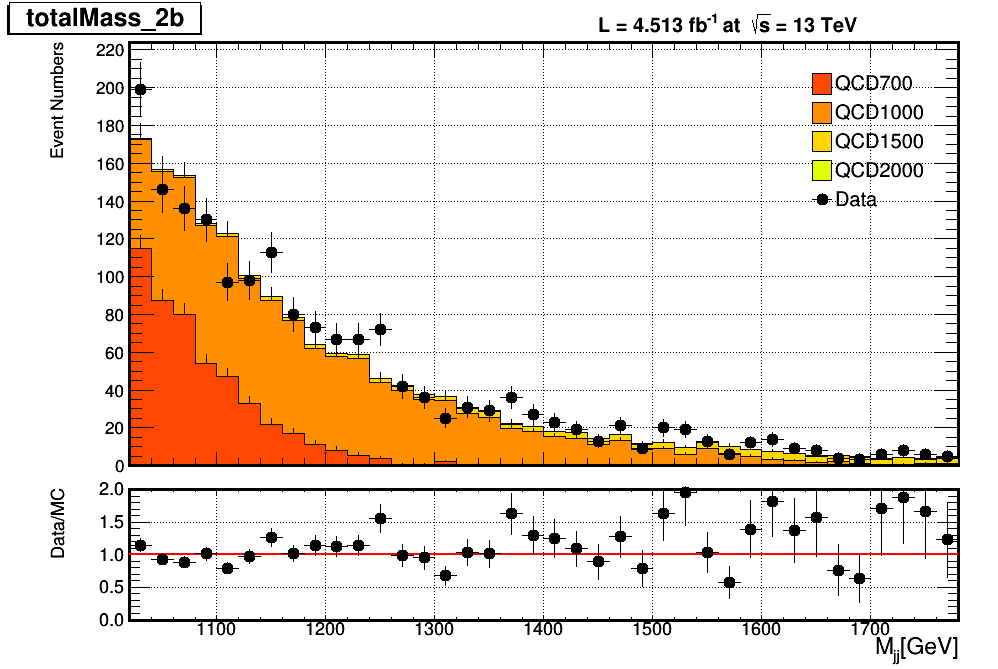 totalMass_2b
L = 4.513 fb⁻¹ at √s = 13 TeV
Event Numbers
220
200
180
160
140
120
100
80
60
40
20
0
QCD700
QCD1000
QCD1500
QCD2000
Data
Data/MC
2.0
1.5
1.0
0.5
0.0
1100 1200 1300 1400 1500 1600 1700
M_jj[GeV]